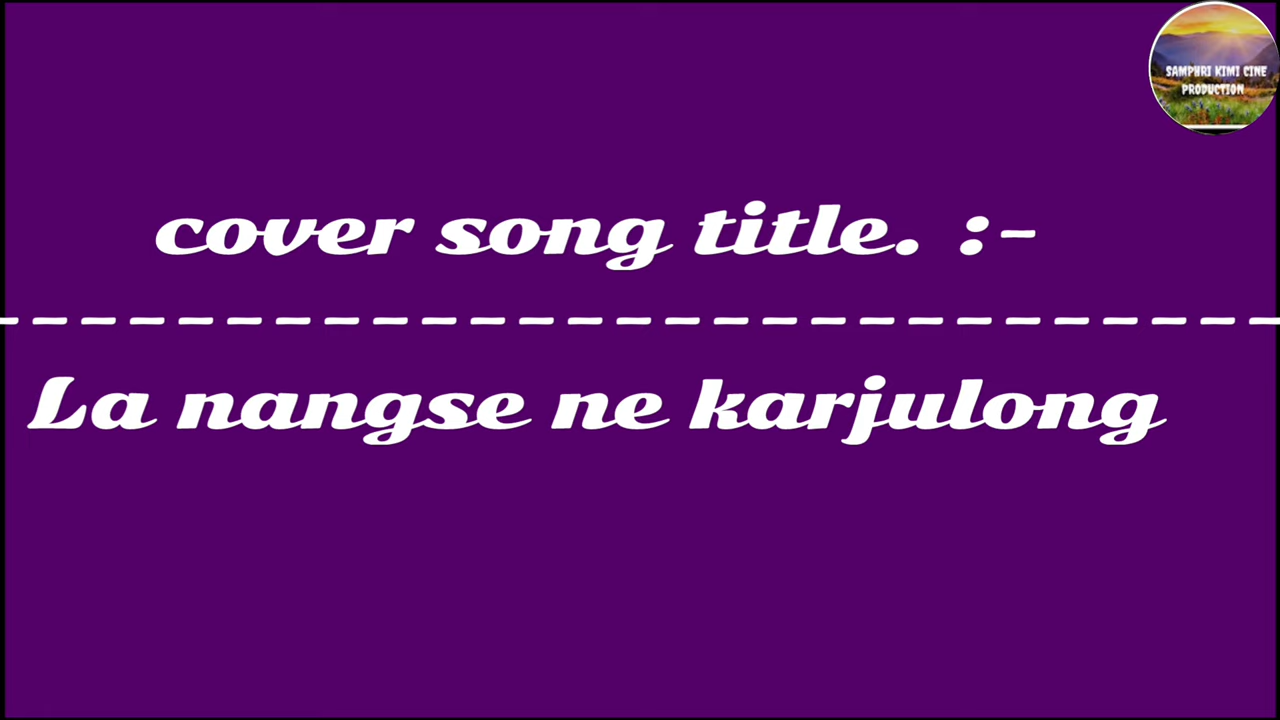 SAMPHRI KIMI CINE
PRODUCTION
cover song title. :-
La nangse ne karjulong